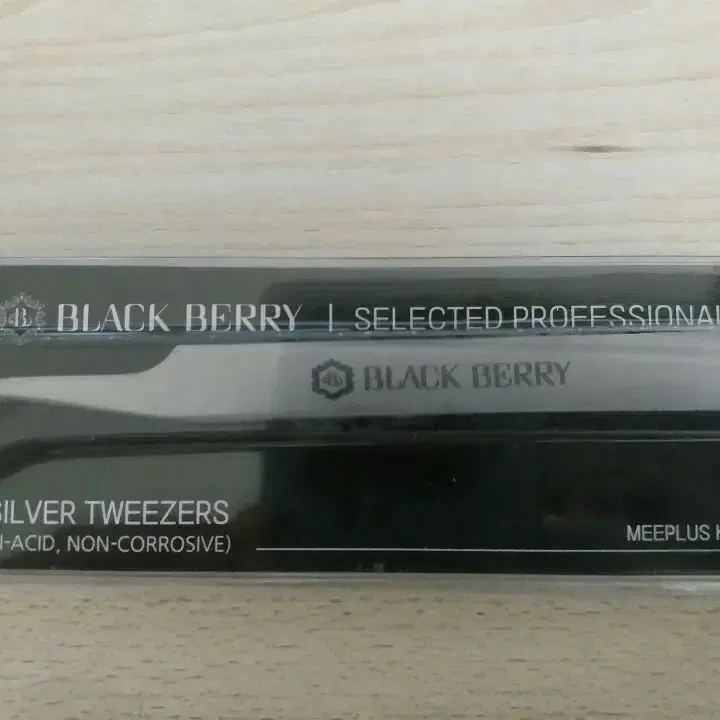 BLACK BERRY | SELECTED PROFESSIONAL
BLACK BERRY
SILVER TWEEZERS
I-ACID, NON-CORROSIVE)
MEEPLUS